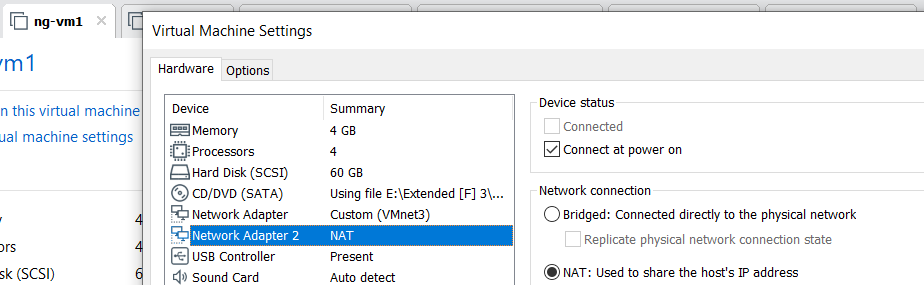 ng-vm1
Virtual Machine Settings
vm1
n this virtual machine
ual machine settings
y 4
ors 4
sk (SCSI) 6
Hardware Options
Device Summary
Memory 4 GB
Processors 4
Hard Disk (SCSI) 60 GB
CD/DVD (SATA) Using file E:\Extended [F] 3\...
Network Adapter Custom (VMnet3)
Network Adapter 2 NAT
USB Controller Present
Sound Card Auto detect
Device status
Connected
Connect at power on
Network connection
Bridged: Connected directly to the physical network
Replicate physical network connection state
NAT: Used to share the host's IP address